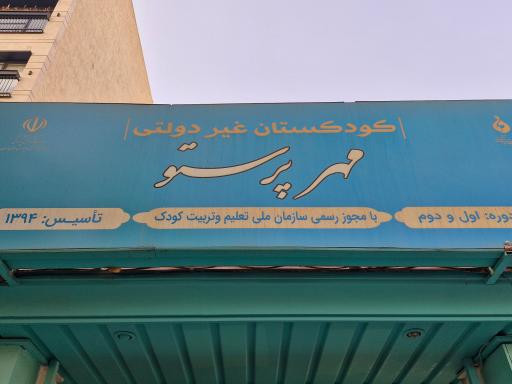 کودکستان غیر دولتی
مهر پرستو
دوره: اول و دوم
با مجوز رسمی سازمان ملی تعلیم وتربیت کودک
تأسیس: ۱۳۹۴